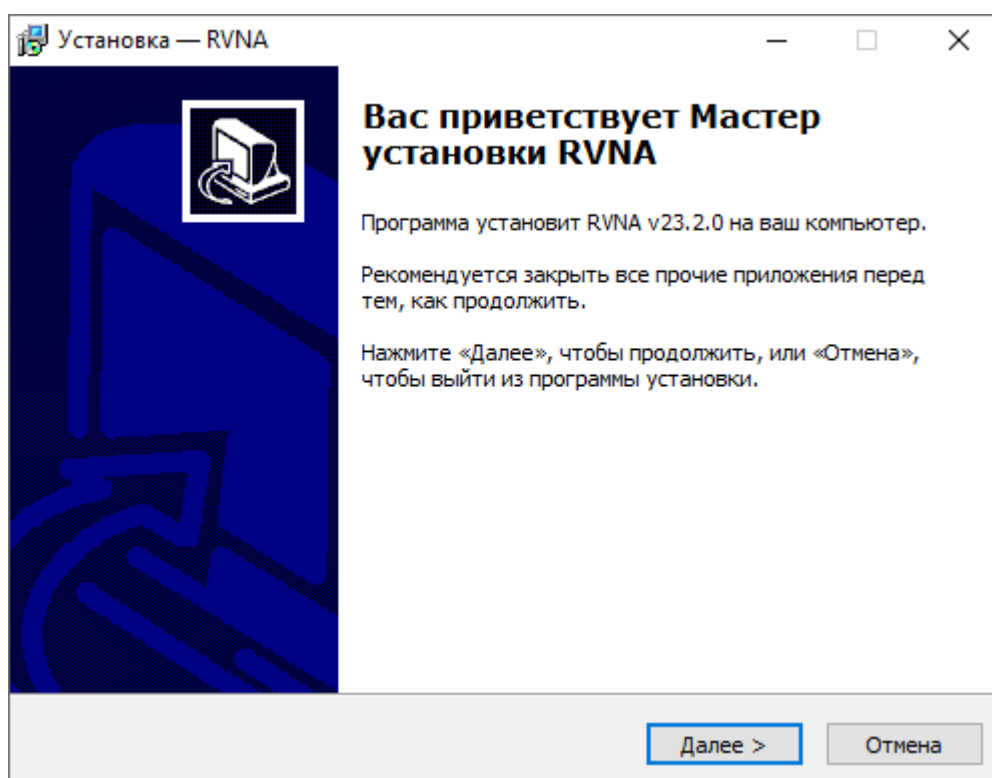 Установка — RVNA
Вас приветствует Мастер
установки RVNA
Программа установит RVNA v23.2.0 на ваш компьютер.
Рекомендуется закрыть все прочие приложения перед
тем, как продолжить.
Нажмите «Далее», чтобы продолжить, или «Отмена»,
чтобы выйти из программы установки.
Далее >
Отмена